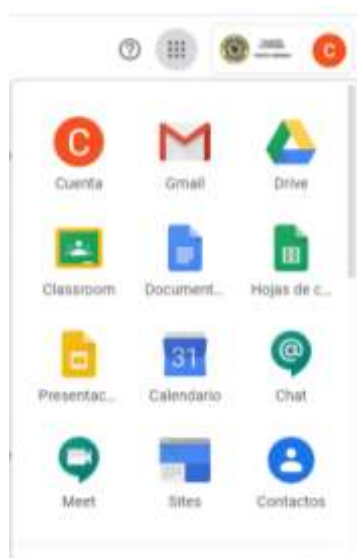 C
C
Cuenta Gmail Drive
Classroom Document... Hojas de c...
31
Presentac... Calendario Chat
Meet Sites Contactos